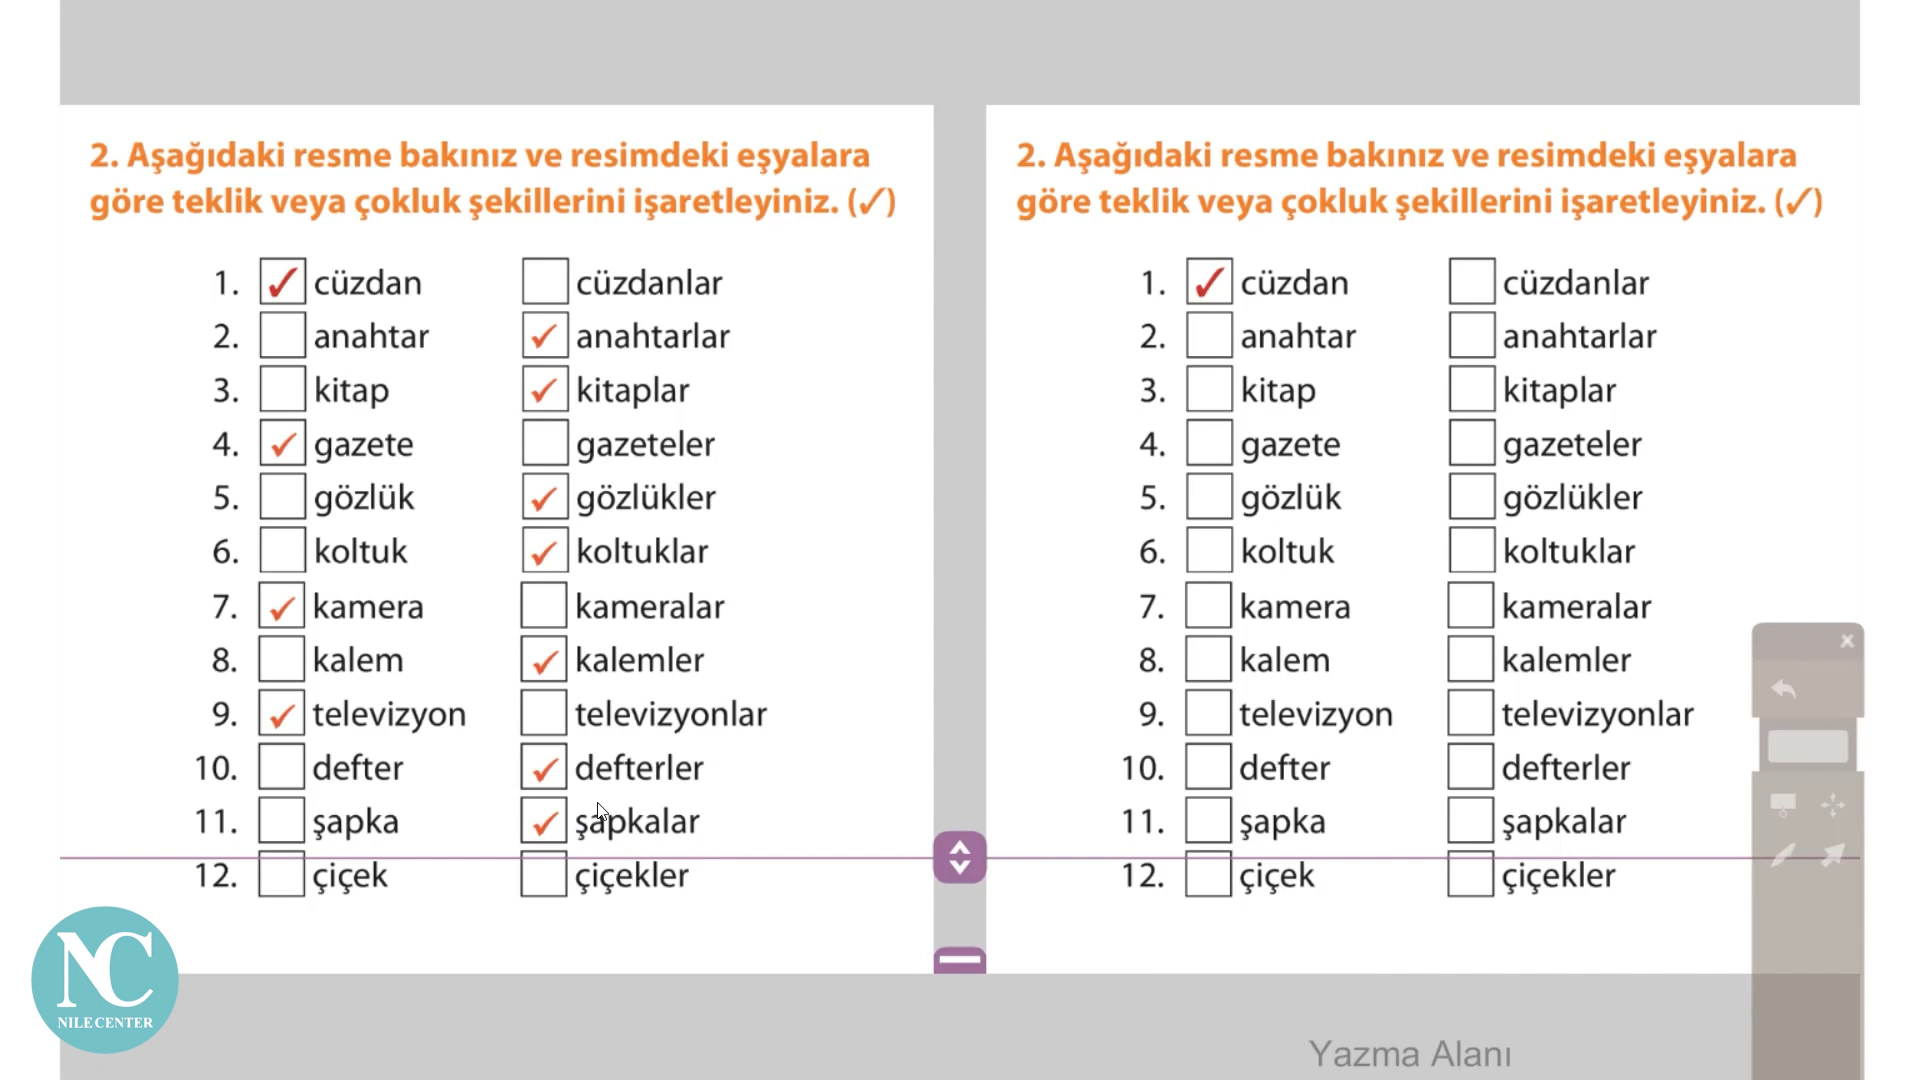 2. Aşağıdaki resme bakınız ve resimdeki eşyalara
göre teklik veya çokluk şekillerini işaretleyiniz. (✓)
1. ✓ cüzdan cüzdanlar
2. anahtar ✓ anahtarlar
3. kitap ✓ kitaplar
4. ✓ gazete gazeteler
5. gözlük ✓ gözlükler
6. koltuk ✓ koltuklar
7. ✓ kamera kameralar
8. kalem ✓ kalemler
9. ✓ televizyon televizyonlar
10. defter ✓ defterler
11. şapka ✓ şapkalar
12. çiçek çiçekler
2. Aşağıdaki resme bakınız ve resimdeki eşyalara
göre teklik veya çokluk şekillerini işaretleyiniz. (✓)
1. ✓ cüzdan cüzdanlar
2. anahtar anahtarlar
3. kitap kitaplar
4. gazete gazeteler
5. gözlük gözlükler
6. koltuk koltuklar
7. kamera kameralar
8. kalem kalemler
9. televizyon televizyonlar
10. defter defterler
11. şapka şapkalar
12. çiçek çiçekler
NC
NILE CENTER
Yazma Alanı